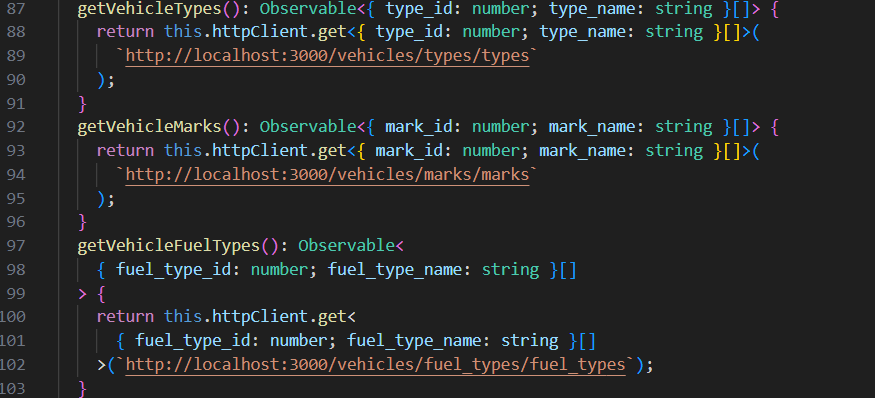 87 getVehicleTypes(): Observable<{ type_id: number; type_name: string }[]> {
88 return this.httpClient.get<{ type_id: number; type_name: string }[]>(
89 `http://localhost:3000/vehicles/types/types`
90 );
91 }
92 getVehicleMarks(): Observable<{ mark_id: number; mark_name: string }[]> {
93 return this.httpClient.get<{ mark_id: number; mark_name: string }[]>(
94 `http://localhost:3000/vehicles/marks/marks`
95 );
96 }
97 getVehicleFuelTypes(): Observable<
98 { fuel_type_id: number; fuel_type_name: string }[]
99 > {
100 return this.httpClient.get<
101 { fuel_type_id: number; fuel_type_name: string }[]
102 >(`http://localhost:3000/vehicles/fuel_types/fuel_types`);
103 }